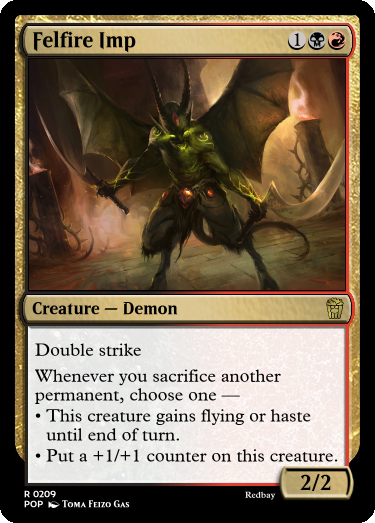 Felfire Imp 1
Creature — Demon
Double strike
Whenever you sacrifice another
permanent, choose one —
• This creature gains flying or haste
until end of turn.
• Put a +1/+1 counter on this creature.
2/2
R 0209
POP Toma Feizo Gas
Redbay